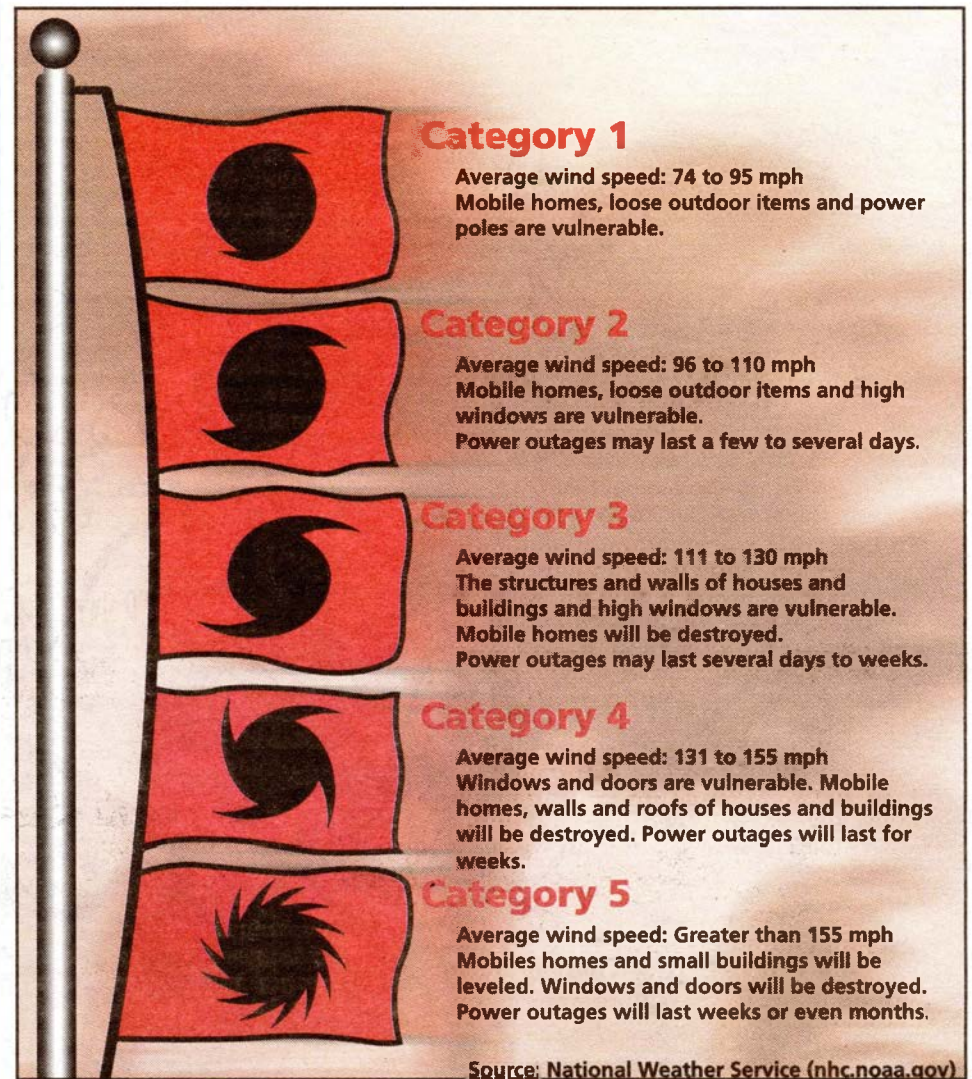 Category 1
Average wind speed: 74 to 95 mph
Mobile homes, loose outdoor items and power
poles are vulnerable.
Category 2
Average wind speed: 96 to 110 mph
Mobile homes, loose outdoor items and high
windows are vulnerable.
Power outages may last a few to several days.
Category 3
Average wind speed: 111 to 130 mph
The structures and walls of houses and
buildings and high windows are vulnerable.
Mobile homes will be destroyed.
Power outages may last several days to weeks.
Category 4
Average wind speed: 131 to 155 mph
Windows and doors are vulnerable. Mobile
homes, walls and roofs of houses and buildings
will be destroyed. Power outages will last for
weeks.
Category 5
Average wind speed: Greater than 155 mph
Mobiles homes and small buildings will be
leveled. Windows and doors will be destroyed.
Power outages will last weeks or even months.
Source: National Weather Service (nhc.noaa.gov)